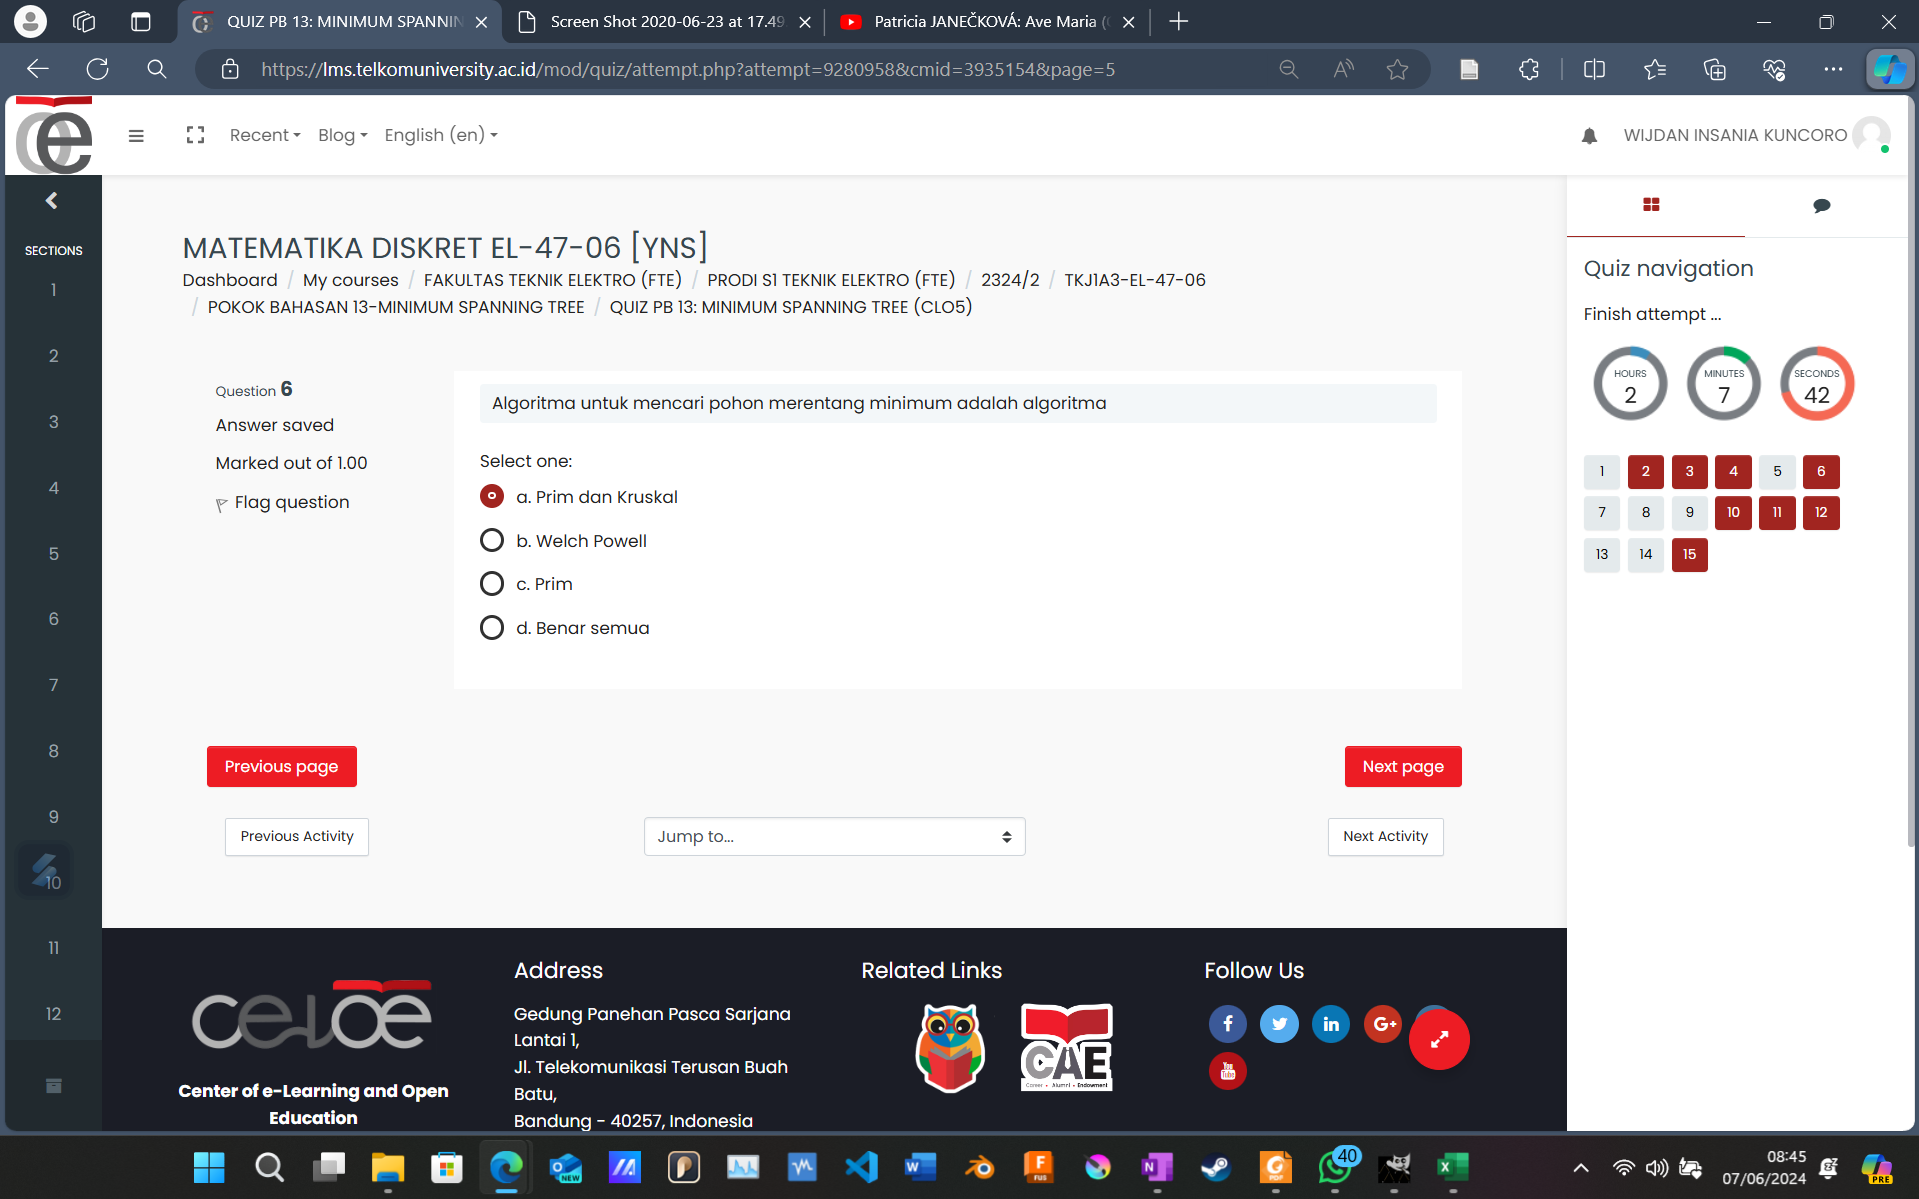 QUIZ PB 13: MINIMUM SPANNIN
Screen Shot 2020-06-23 at 17.49.
Patricia JANEČKOVÁ: Ave Maria (
https://lms.telkomuniversity.ac.id/mod/quiz/attempt.php?attempt=9280958&cmid=3935154&page=5
Recent
Blog
English (en)
WIJDAN INSANIA KUNCORO
SECTIONS
1
2
3
4
5
6
7
8
9
10
11
12
MATEMATIKA DISKRET EL-47-06 [YNS]
Dashboard / My courses / FAKULTAS TEKNIK ELEKTRO (FTE) / PRODI S1 TEKNIK ELEKTRO (FTE) / 2324/2 / TKJ1A3-EL-47-06
/ POKOK BAHASAN 13-MINIMUM SPANNING TREE / QUIZ PB 13: MINIMUM SPANNING TREE (CLO5)
Question 6
Answer saved
Marked out of 1.00
Flag question
Algoritma untuk mencari pohon merentang minimum adalah algoritma
Select one:
a. Prim dan Kruskal
b. Welch Powell
c. Prim
d. Benar semua
Previous page
Next page
Previous Activity
Jump to...
Next Activity
Quiz navigation
Finish attempt ...
HOURS
2
MINUTES
7
SECONDS
42
1 2 3 4 5 6
7 8 9 10 11 12
13 14 15
celoe
Center of e-Learning and Open
Education
Address
Gedung Panehan Pasca Sarjana
Lantai 1,
Jl. Telekomunikasi Terusan Buah
Batu,
Bandung - 40257, Indonesia
Related Links
CAE
Career • Alumni • Endowment
Follow Us
G+
You
Tube
NEW
FUS
PDF
40
08:45
07/06/2024
PRE